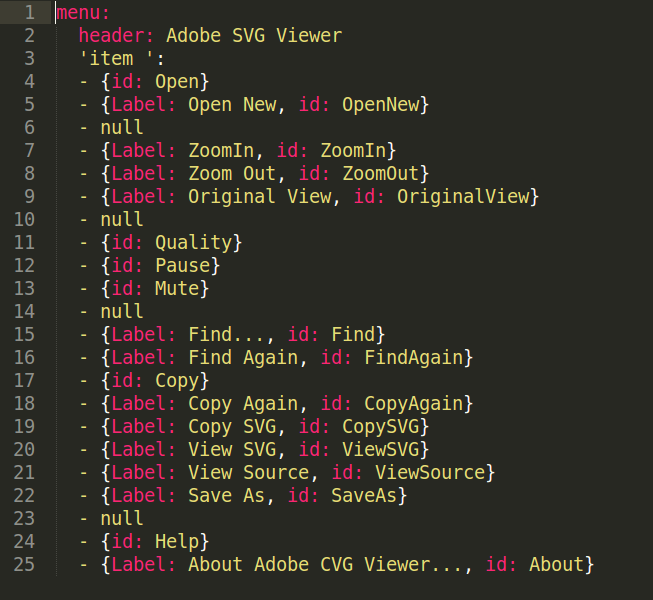 1 menu:
2 header: Adobe SVG Viewer
3 'item ':
4 - {id: Open}
5 - {Label: Open New, id: OpenNew}
6 - null
7 - {Label: ZoomIn, id: ZoomIn}
8 - {Label: Zoom Out, id: ZoomOut}
9 - {Label: Original View, id: OriginalView}
10 - null
11 - {id: Quality}
12 - {id: Pause}
13 - {id: Mute}
14 - null
15 - {Label: Find..., id: Find}
16 - {Label: Find Again, id: FindAgain}
17 - {id: Copy}
18 - {Label: Copy Again, id: CopyAgain}
19 - {Label: Copy SVG, id: CopySVG}
20 - {Label: View SVG, id: ViewSVG}
21 - {Label: View Source, id: ViewSource}
22 - {Label: Save As, id: SaveAs}
23 - null
24 - {id: Help}
25 - {Label: About Adobe CVG Viewer..., id: About}